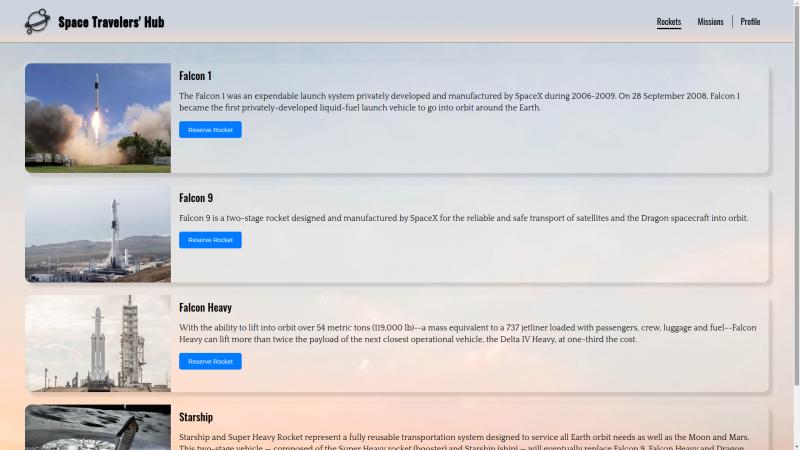 Space Travelers' Hub
Rockets
Missions
Profile
Falcon 1
The Falcon 1 was an expendable launch system privately developed and manufactured by SpaceX during 2006-2009. On 28 September 2008, Falcon 1
became the first privately-developed liquid-fuel launch vehicle to go into orbit around the Earth.
Reserve Rocket
Falcon 9
Falcon 9 is a two-stage rocket designed and manufactured by SpaceX for the reliable and safe transport of satellites and the Dragon spacecraft into orbit.
Reserve Rocket
Falcon Heavy
With the ability to lift into orbit over 54 metric tons (119,000 lb)--a mass equivalent to a 737 jetliner loaded with passengers, crew, luggage and fuel--Falcon
Heavy can lift more than twice the payload of the next closest operational vehicle, the Delta IV Heavy, at one-third the cost.
Reserve Rocket
Starship
Starship and Super Heavy Rocket represent a fully reusable transportation system designed to service all Earth orbit needs as well as the Moon and Mars.
This two-stage vehicle — composed of the Super Heavy rocket (booster) and Starship (ship) — will eventually replace Falcon 9, Falcon Heavy and Dragon.